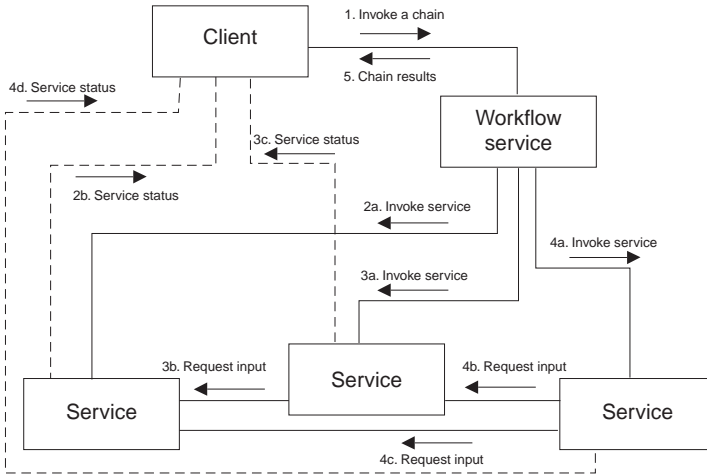 1. Invoke a chain
Client
5. Chain results
4d. Service status
Workflow
service
3c. Service status
2b. Service status
2a. Invoke service
4a. Invoke service
3a. Invoke service
3b. Request input
4b. Request input
Service
Service
Service
4c. Request input